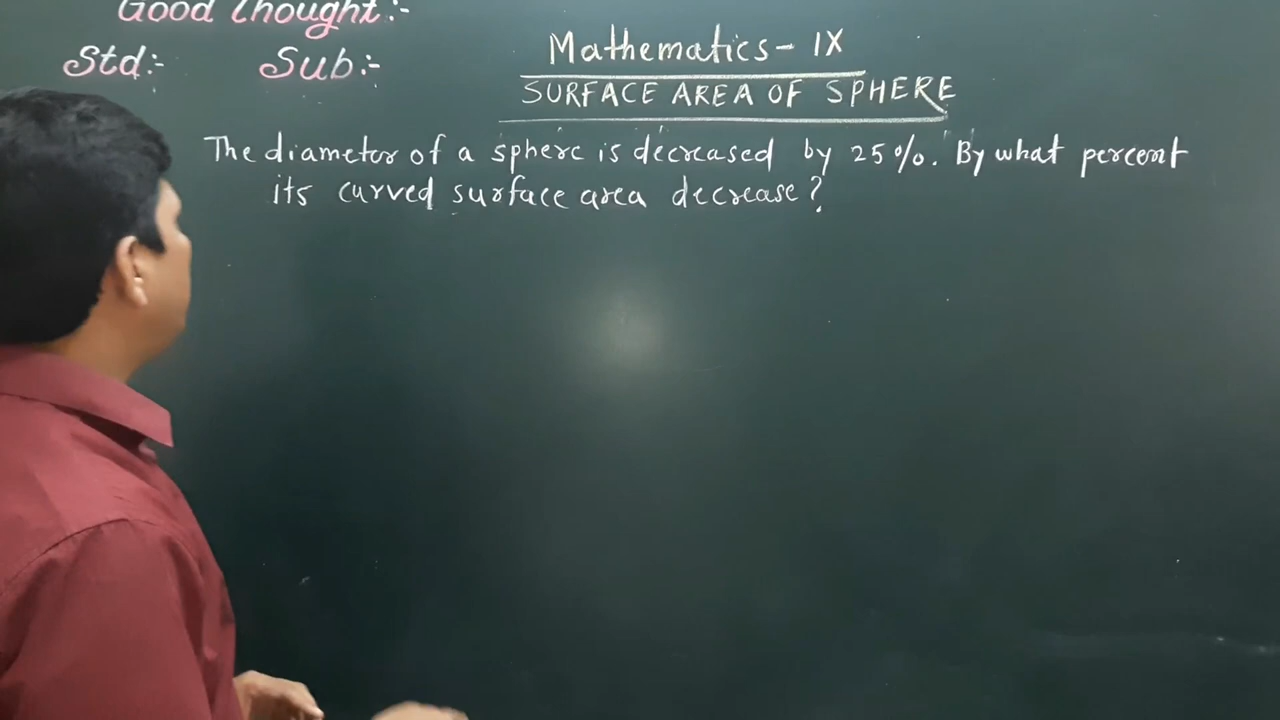 Good thought:-
Std:- Sub:-
Mathematics- IX
SURFACE AREA OF SPHERE
The diameter of a sphere is decreased by 25%. By what percent
its curved surface area decrease?